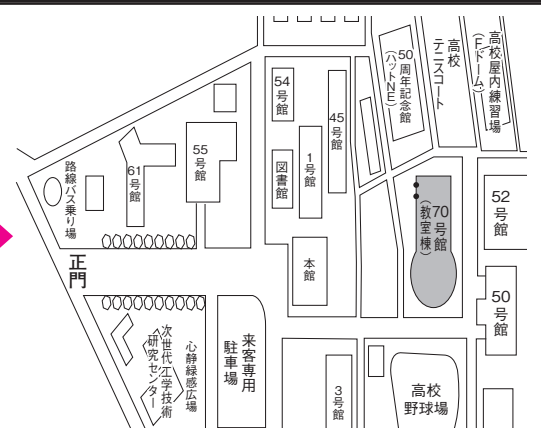 50周年記念館
(ハットNE)
高校
テニスコート
高校屋内練習場
(Fドーム)
54号館
45号館
55号館
1号館
図書館
61号館
路線バス乗り場
70号館
(教室棟)
52号館
正門
本館
50号館
次世代工学技術
研究センター
心静緑感広場
来客専用
駐車場
3号館
高校
野球場